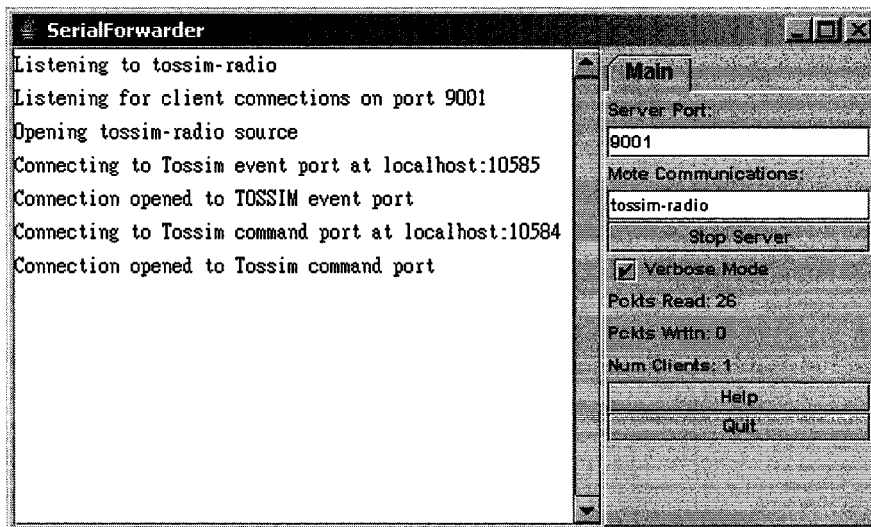 SerialForwarder
Listening to tossim-radio
Listening for client connections on port 9001
Opening tossim-radio source
Connecting to Tossim event port at localhost:10585
Connection opened to TOSSIM event port
Connecting to Tossim command port at localhost:10584
Connection opened to Tossim command port
Main
Server Port:
9001
Mote Communications:
tossim-radio
Stop Server
Verbose Mode
Pckts Read: 26
Pckts Wrttn: 0
Num Clients: 1
Help
Quit